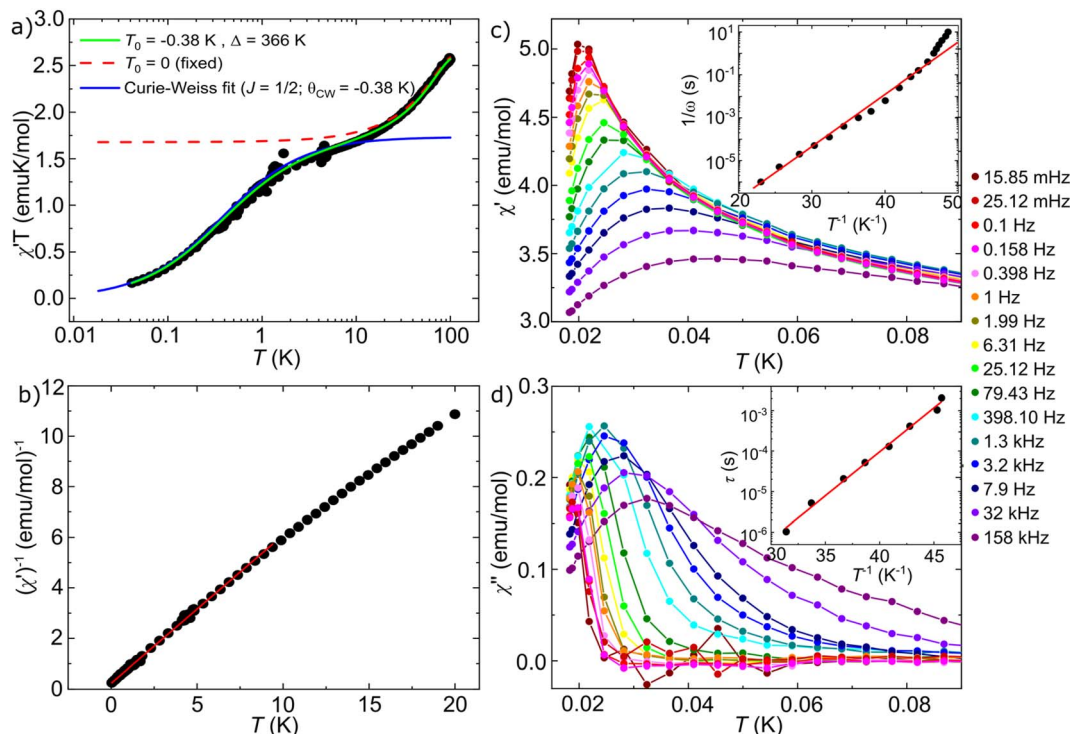 a)
T₀ = -0.38 K , Δ = 366 K
T₀ = 0 (fixed)
Curie-Weiss fit (J = 1/2; θCW = -0.38 K)
χ'T (emuK/mol)
3.0
2.5
2.0
1.5
1.0
0.5
0.0
0.01 0.1 1 10 100
T (K)
b)
(χ')⁻¹ (emu/mol)⁻¹
12
10
8
6
4
2
0
0 5 10 15 20
T (K)
c)
χ' (emu/mol)
5.0
4.5
4.0
3.5
3.0
0.02 0.04 0.06 0.08
T (K)
1/ω (s)
10¹
10⁻¹
10⁻³
10⁻⁵
20 30 40 50
T⁻¹ (K⁻¹)
d)
χ'' (emu/mol)
0.3
0.2
0.1
0.0
0.02 0.04 0.06 0.08
T (K)
τ (s)
10⁻³
10⁻⁴
10⁻⁵
10⁻⁶
35 40 45
T⁻¹ (K⁻¹)
15.85 mHz
25.12 mHz
0.1 Hz
0.158 Hz
0.398 Hz
1 Hz
1.99 Hz
6.31 Hz
25.12 Hz
79.43 Hz
398.10 Hz
1.3 kHz
3.2 kHz
7.9 Hz
32 kHz
158 kHz